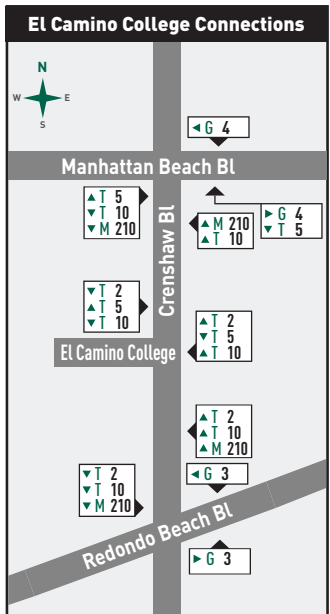 El Camino College Connections
N
W E
S
◄ G 4
Manhattan Beach Bl
▲ T 5
▼ T 10
▼ M 210
Crenshaw Bl
▲ M 210
▲ T 10
► G 4
▼ T 5
▼ T 2
▲ T 5
▼ T 10
El Camino College
▲ T 2
▼ T 5
▲ T 10
▲ T 2
▲ T 10
▲ M 210
▼ T 2
▼ T 10
▼ M 210
◄ G 3
Redondo Beach Bl
► G 3